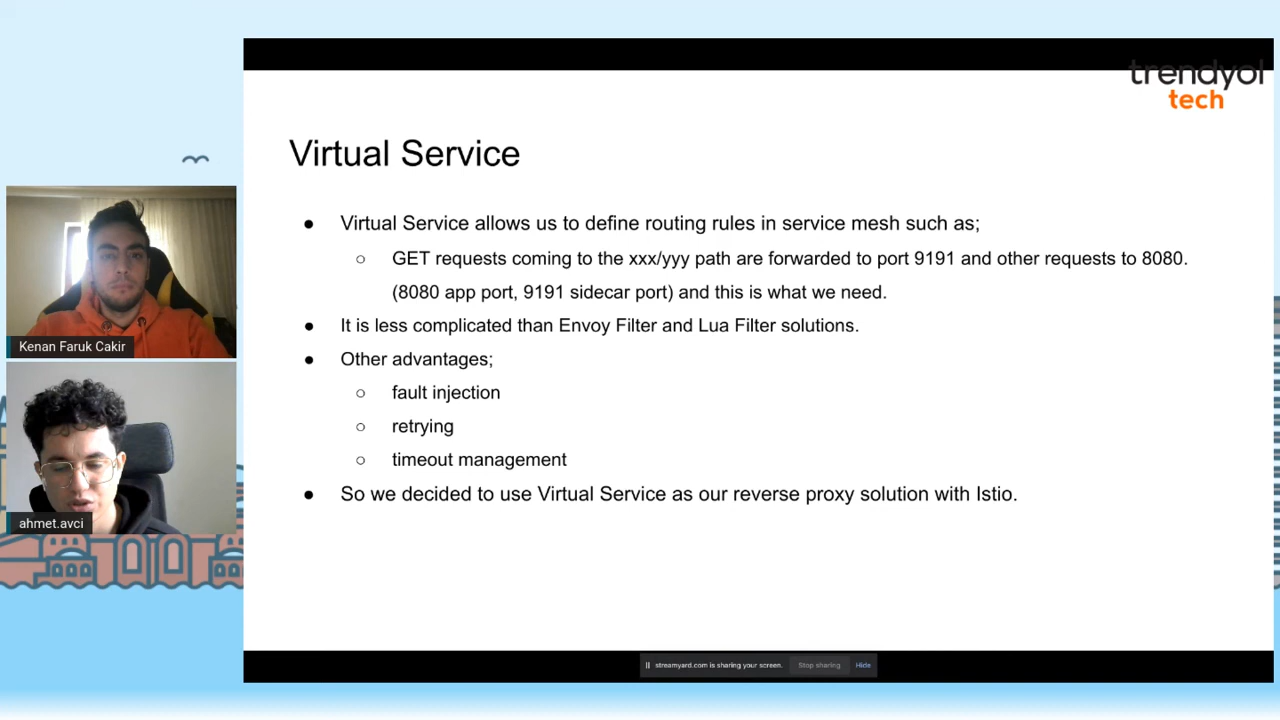 trendyol
tech
Virtual Service
● Virtual Service allows us to define routing rules in service mesh such as;
○ GET requests coming to the xxx/yyy path are forwarded to port 9191 and other requests to 8080.
(8080 app port, 9191 sidecar port) and this is what we need.
● It is less complicated than Envoy Filter and Lua Filter solutions.
● Other advantages;
○ fault injection
○ retrying
○ timeout management
● So we decided to use Virtual Service as our reverse proxy solution with Istio.
Kenan Faruk Cakir
ahmet.avci
streamyard.com is sharing your screen. Stop sharing Hide